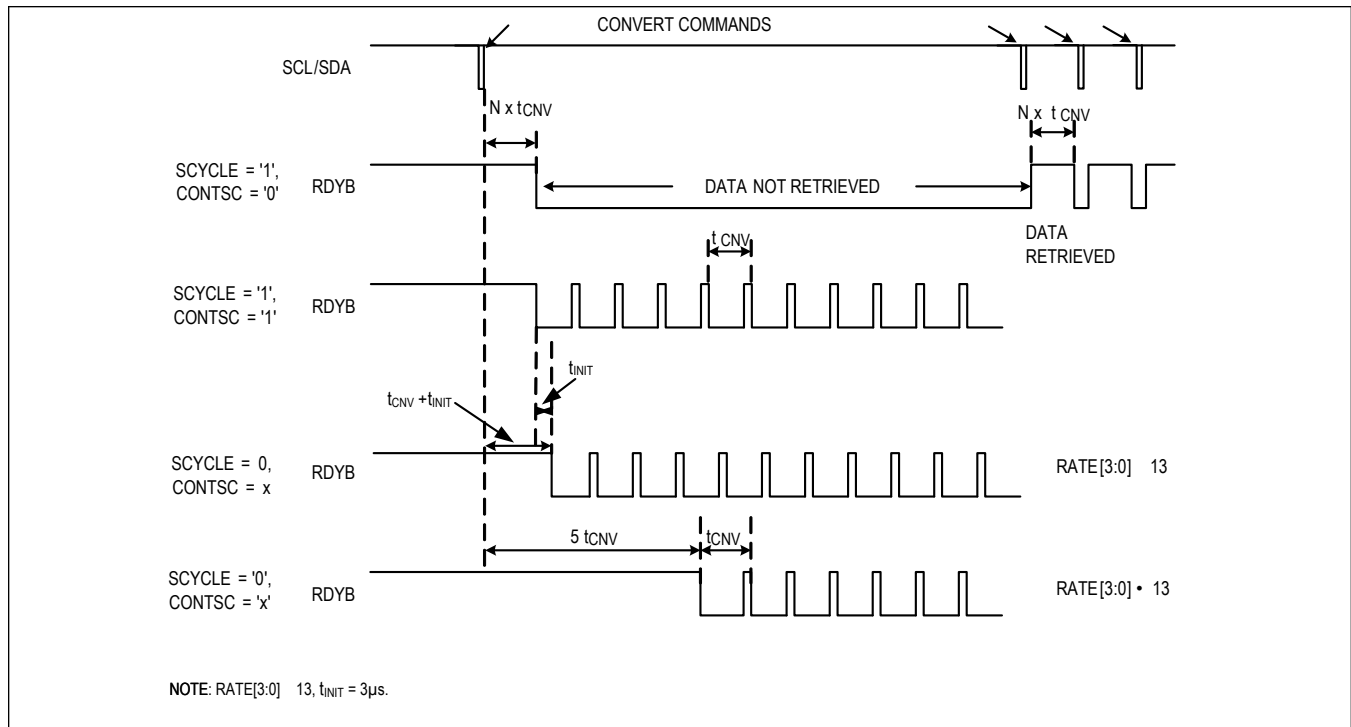 CONVERT COMMANDS
SCL/SDA
N x tCNV
N x tCNV
SCYCLE = '1',
CONTSC = '0'
RDYB
DATA NOT RETRIEVED
DATA
RETRIEVED
t CNV
SCYCLE = '1',
CONTSC = '1'
RDYB
tINIT
tCNV +tINIT
SCYCLE = 0,
CONTSC = x
RDYB
RATE[3:0] 13
5 tCNV
tCNV
SCYCLE = '0',
CONTSC = 'x'
RDYB
RATE[3:0] • 13
NOTE: RATE[3:0] 13, tINIT = 3µs.